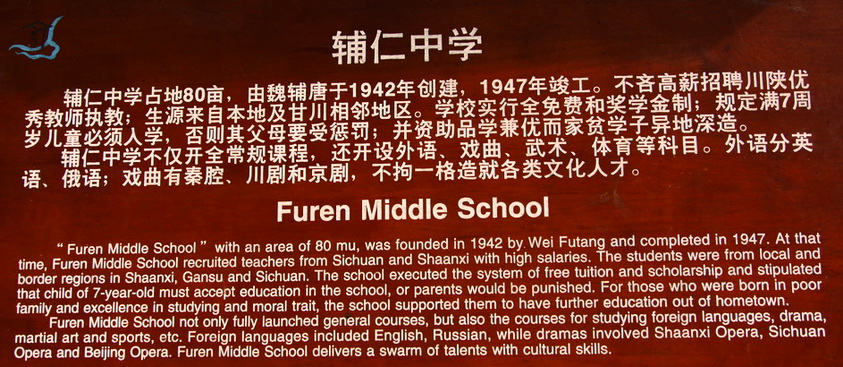 辅仁中学
辅仁中学占地80亩，由魏辅唐于1942年创建，1947年竣工。不吝高薪招聘川陕优
秀教师执教；生源来自本地及甘川相邻地区。学校实行全免费和奖学金制；规定满7周
岁儿童必须人学，否则其父母要受惩罚；并资助品学兼优而家贫学子异地深造。
辅仁中学不仅开全常规课程，还开设外语、戏曲、武术、体育等科目。外语分英
语、俄语；戏曲有秦腔、川剧和京剧，不拘一格造就各类文化人才。
Furen Middle School
“ Furen Middle School ” with an area of 80 mu, was founded in 1942 by Wei Futang and completed in 1947. At that
time, Furen Middle School recruited teachers from Sichuan and Shaanxi with high salaries. The students were from local and
border regions in Shaanxi, Gansu and Sichuan. The school executed the system of free tuition and scholarship and stipulated
that child of 7-year-old must accept education in the school, or parents would be punished. For those who were born in poor
family and excellence in studying and moral trait, the school supported them to have further education out of hometown.
Furen Middle School not only fully launched general courses, but also the courses for studying foreign languages, drama,
martial art and sports, etc. Foreign languages included English, Russian, while dramas involved Shaanxi Opera, Sichuan
Opera and Beijing Opera. Furen Middle School delivers a swarm of talents with cultural skills.